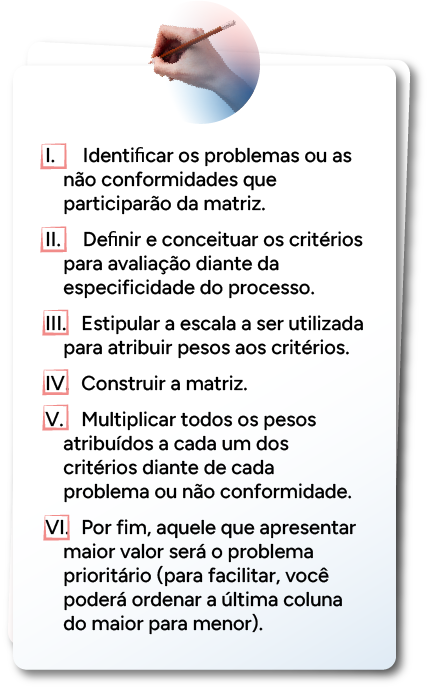 I. Identificar os problemas ou as
não conformidades que
participarão da matriz.
II. Definir e conceituar os critérios
para avaliação diante da
especificidade do processo.
III. Estipular a escala a ser utilizada
para atribuir pesos aos critérios.
IV. Construir a matriz.
V. Multiplicar todos os pesos
atribuídos a cada um dos
critérios diante de cada
problema ou não conformidade.
VI. Por fim, aquele que apresentar
maior valor será o problema
prioritário (para facilitar, você
poderá ordenar a última coluna
do maior para menor).